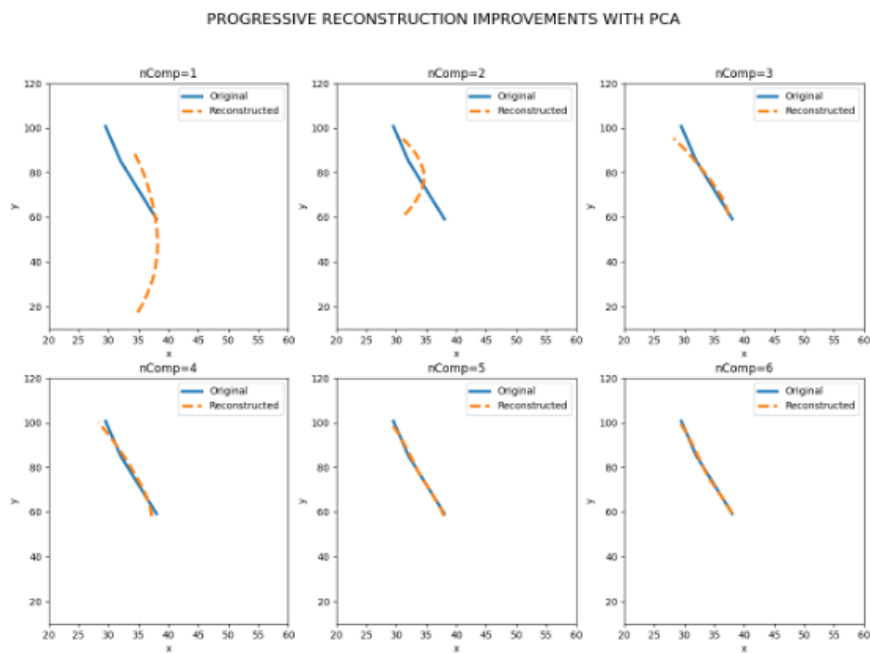 PROGRESSIVE RECONSTRUCTION IMPROVEMENTS WITH PCA
nComp=1
120
100
80
60
40
20
y
20 25 30 35 40 45 50 55 60
x
Original
Reconstructed
nComp=2
120
100
80
60
40
20
y
20 25 30 35 40 45 50 55 60
x
Original
Reconstructed
nComp=3
120
100
80
60
40
20
y
20 25 30 35 40 45 50 55 60
x
Original
Reconstructed
nComp=4
120
100
80
60
40
20
y
20 25 30 35 40 45 50 55 60
x
Original
Reconstructed
nComp=5
120
100
80
60
40
20
y
20 25 30 35 40 45 50 55 60
x
Original
Reconstructed
nComp=6
120
100
80
60
40
20
y
20 25 30 35 40 45 50 55 60
x
Original
Reconstructed